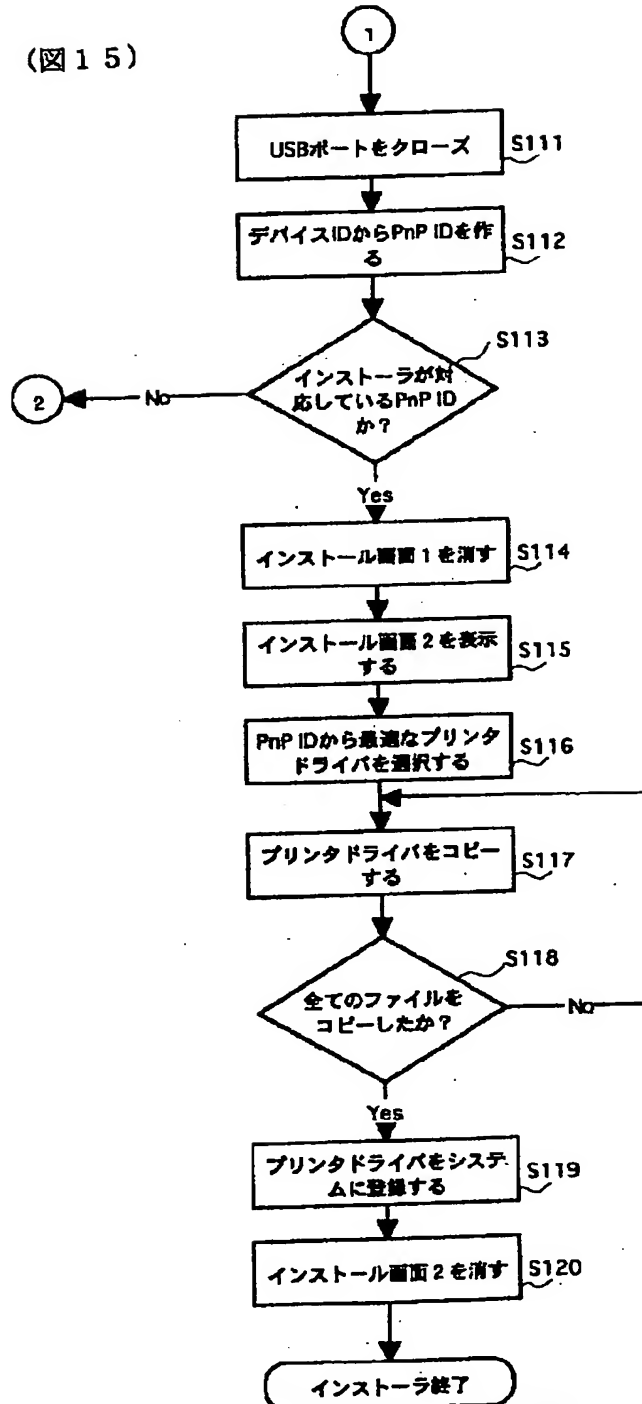 (図15)
1
USBポートをクローズ
S111
デバイスIDからPnP IDを作
る
S112
S113
インストーラが対
応しているPnP ID
か?
No
2
Yes
インストール画面1を消す
S114
インストール画面2を表示
する
S115
PnP IDから最適なプリンタ
ドライバを選択する
S116
プリンタドライバをコピー
する
S117
S118
全てのファイルを
コピーしたか?
No
Yes
プリンタドライバをシステ
ムに登録する
S119
インストール画面2を消す
S120
インストーラ終了